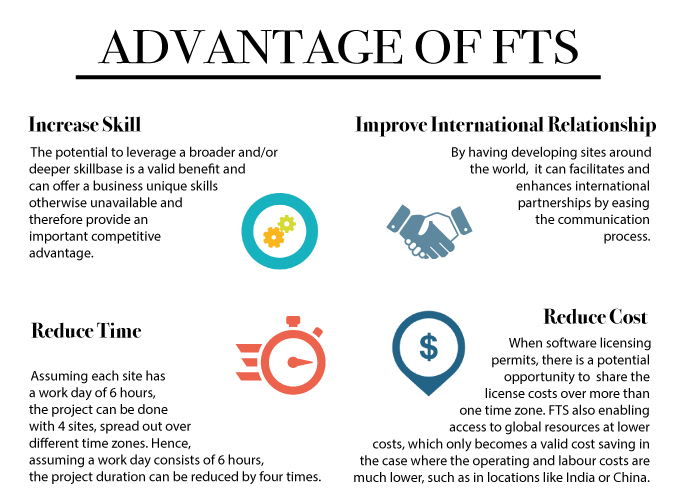 ADVANTAGE OF FTS
Increase Skill
The potential to leverage a broader and/or
deeper skillbase is a valid benefit and
can offer a business unique skills
otherwise unavailable and
therefore provide an
important competitive
advantage.
Improve International Relationship
By having developing sites around
the world, it can facilitates and
enhances international
partnerships by easing
the communication
process.
Reduce Time
Assuming each site has
a work day of 6 hours,
the project can be done
with 4 sites, spread out over
different time zones. Hence,
assuming a work day consists of 6 hours,
the project duration can be reduced by four times.
$
Reduce Cost
When software licensing
permits, there is a potential
opportunity to share the
license costs over more than
one time zone. FTS also enabling
access to global resources at lower
costs, which only becomes a valid cost saving in
the case where the operating and labour costs are
much lower, such as in locations like India or China.